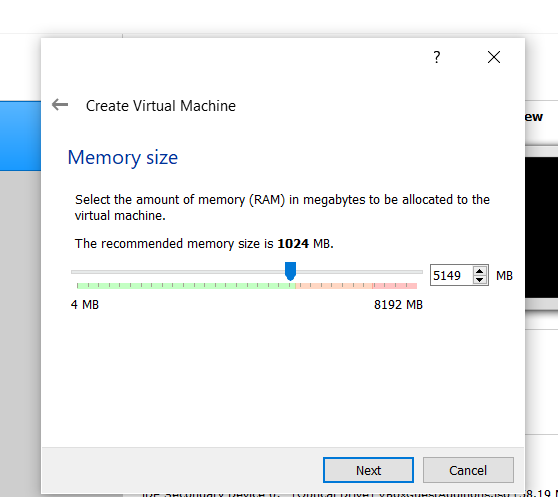 ?
Create Virtual Machine
ew
Memory size
Select the amount of memory (RAM) in megabytes to be allocated to the
virtual machine.
The recommended memory size is 1024 MB.
5149 MB
4 MB
8192 MB
Next
Cancel